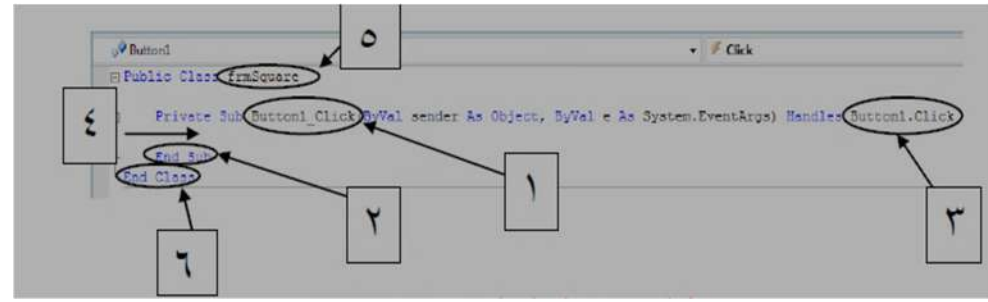 ٥
Button1 Click
Public Class frmSquare
٤
Private Sub Button1_Click(ByVal sender As Object, ByVal e As System.EventArgs) Handles Button1.Click
End Sub
End Class
١
٢
٣
٦